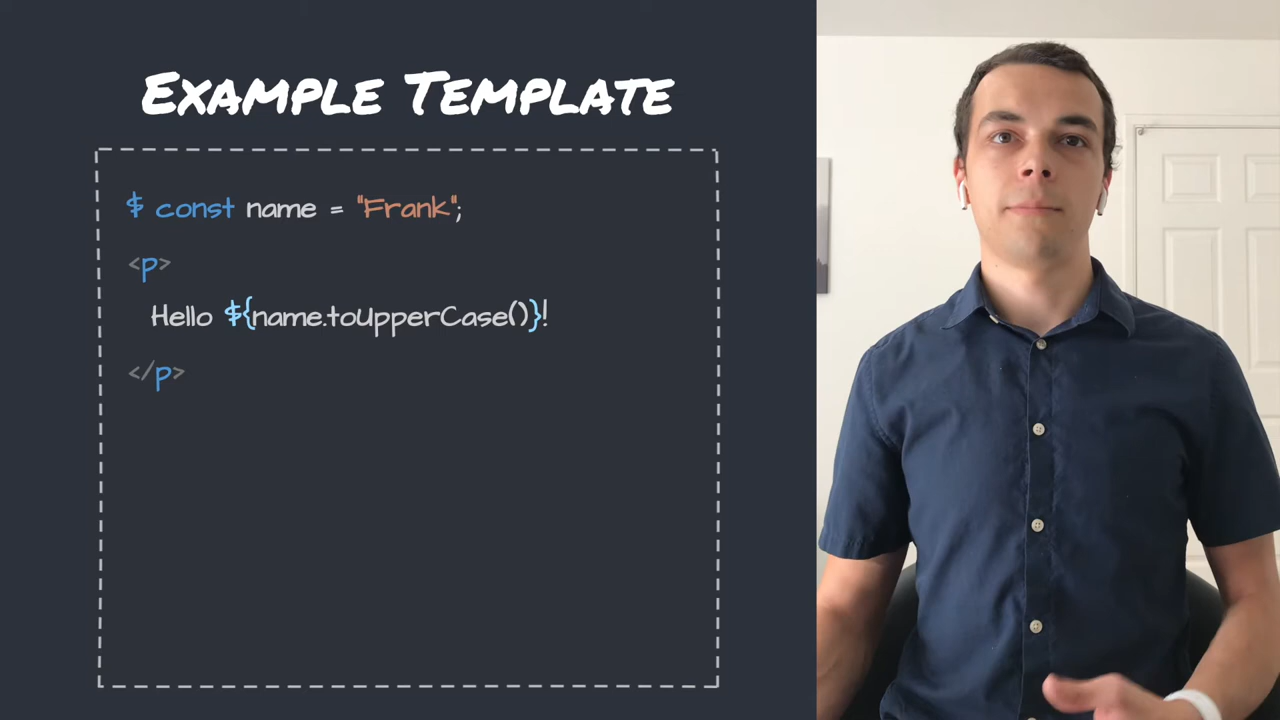 Example Template
$ const name = "Frank";
<p>
Hello ${name.toUpperCase()}!
</p>